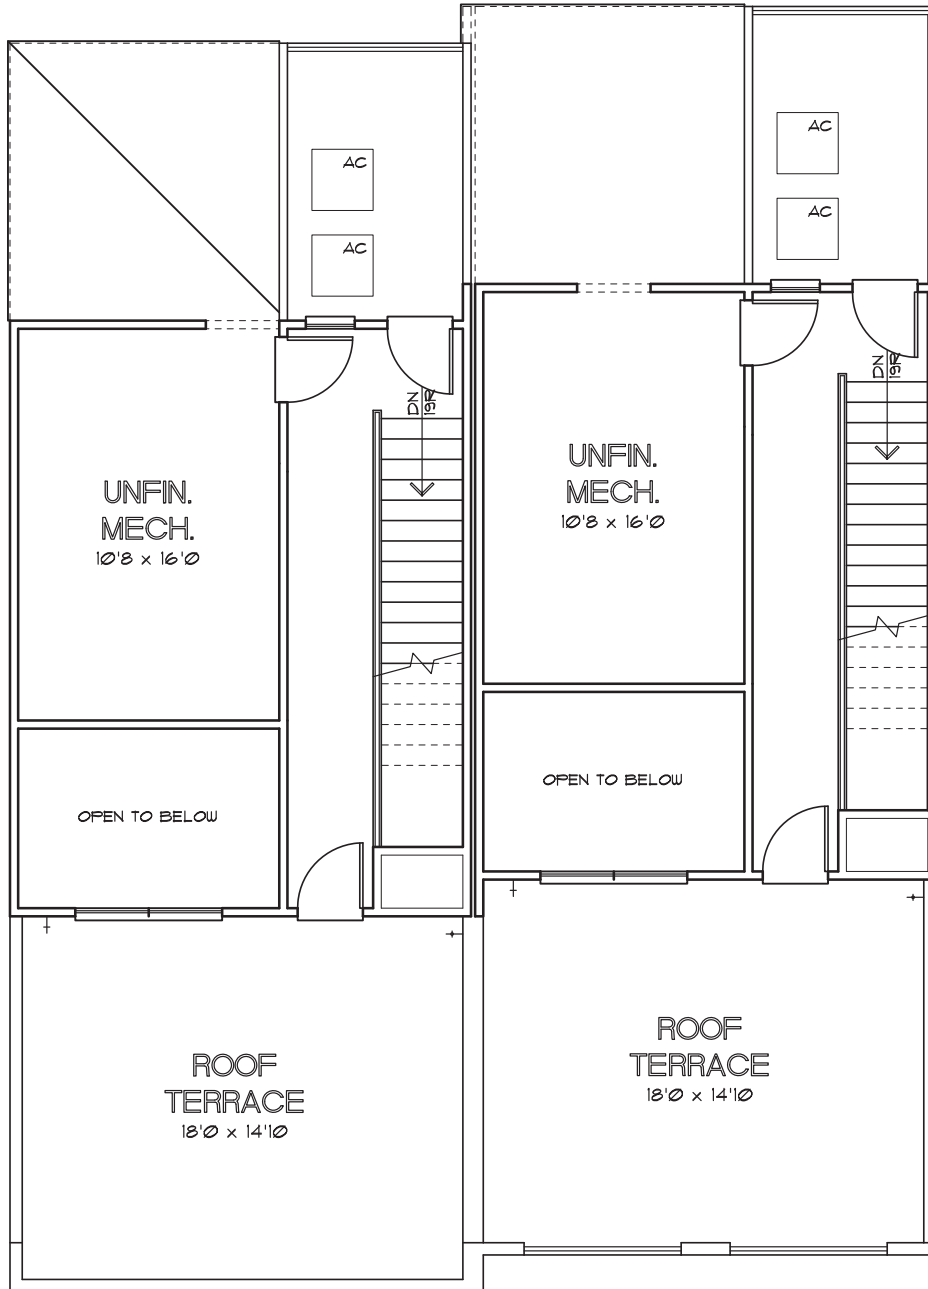 AC
AC
DN
19R
UNFIN.
MECH.
10'8 x 16'0
OPEN TO BELOW
ROOF
TERRACE
18'0 x 14'10
AC
AC
DN
19R
UNFIN.
MECH.
10'8 x 16'0
OPEN TO BELOW
ROOF
TERRACE
18'0 x 14'10